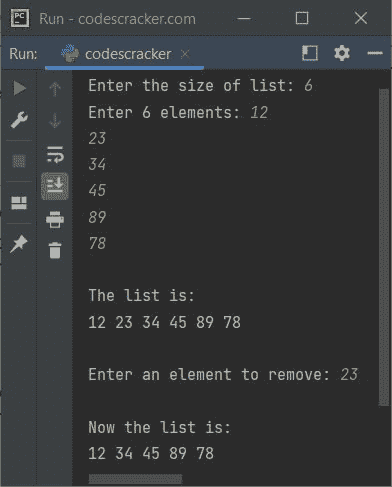 PC Run - codescracker.com
Run: codescracker
Enter the size of list: 6
Enter 6 elements: 12
23
34
45
89
78
The list is:
12 23 34 45 89 78
Enter an element to remove: 23
Now the list is:
12 34 45 89 78